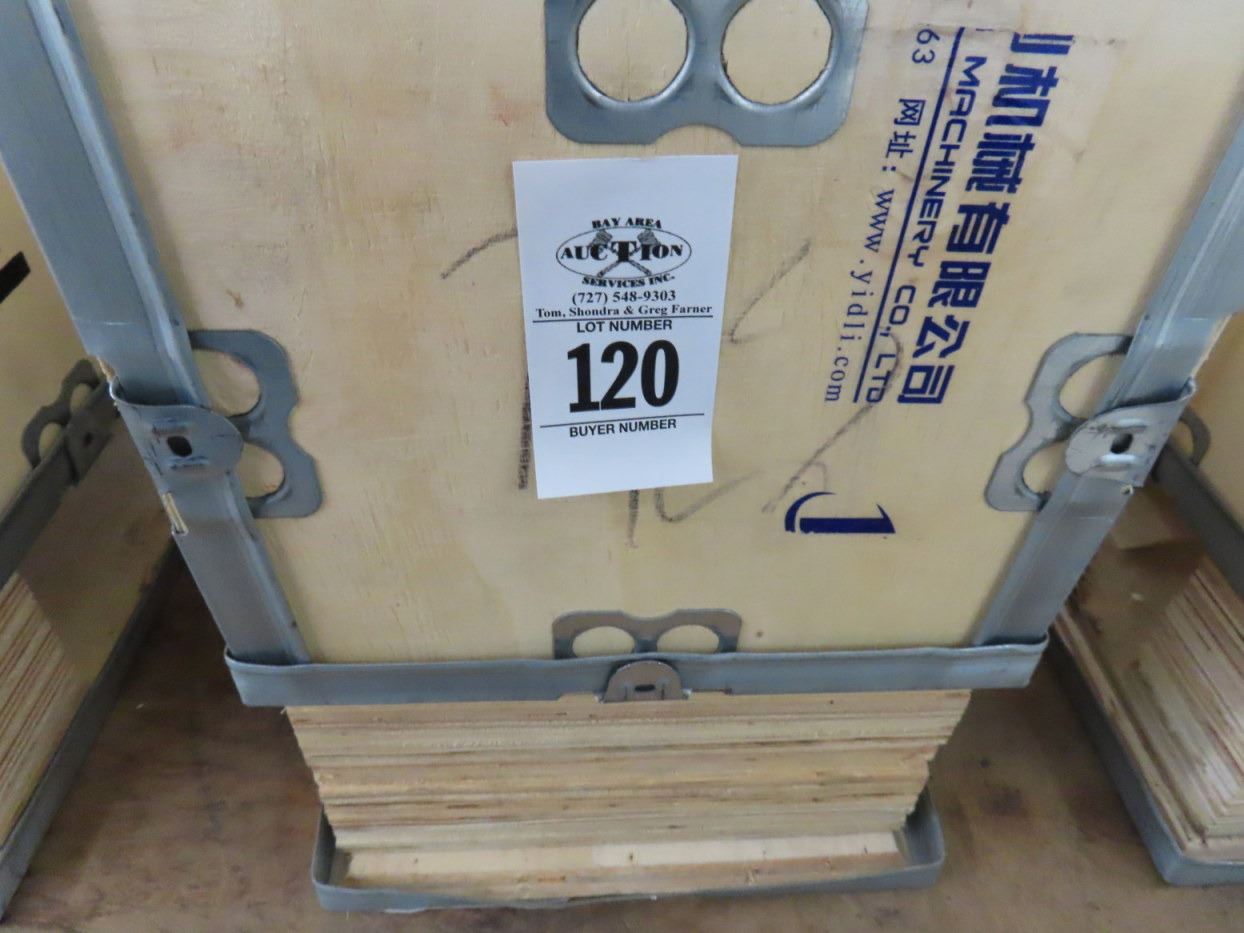 BAY AREA
AUCTION
SERVICES INC.
(727) 548-9303
Tom, Shondra & Greg Farner
LOT NUMBER
120
BUYER NUMBER
机械有限公司
MACHINERY CO., LTD
63 网址: www.yidli.com